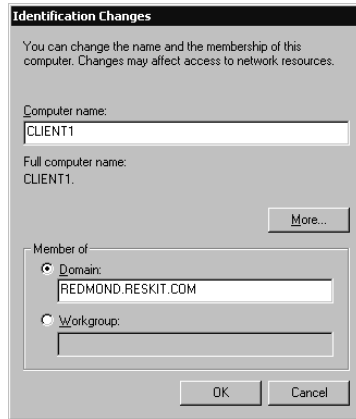 Identification Changes
You can change the name and the membership of this
computer. Changes may affect access to network resources.
Computer name:
CLIENT1
Full computer name:
CLIENT1.
More...
Member of
Domain:
REDMOND.RESKIT.COM
Workgroup:
OK
Cancel